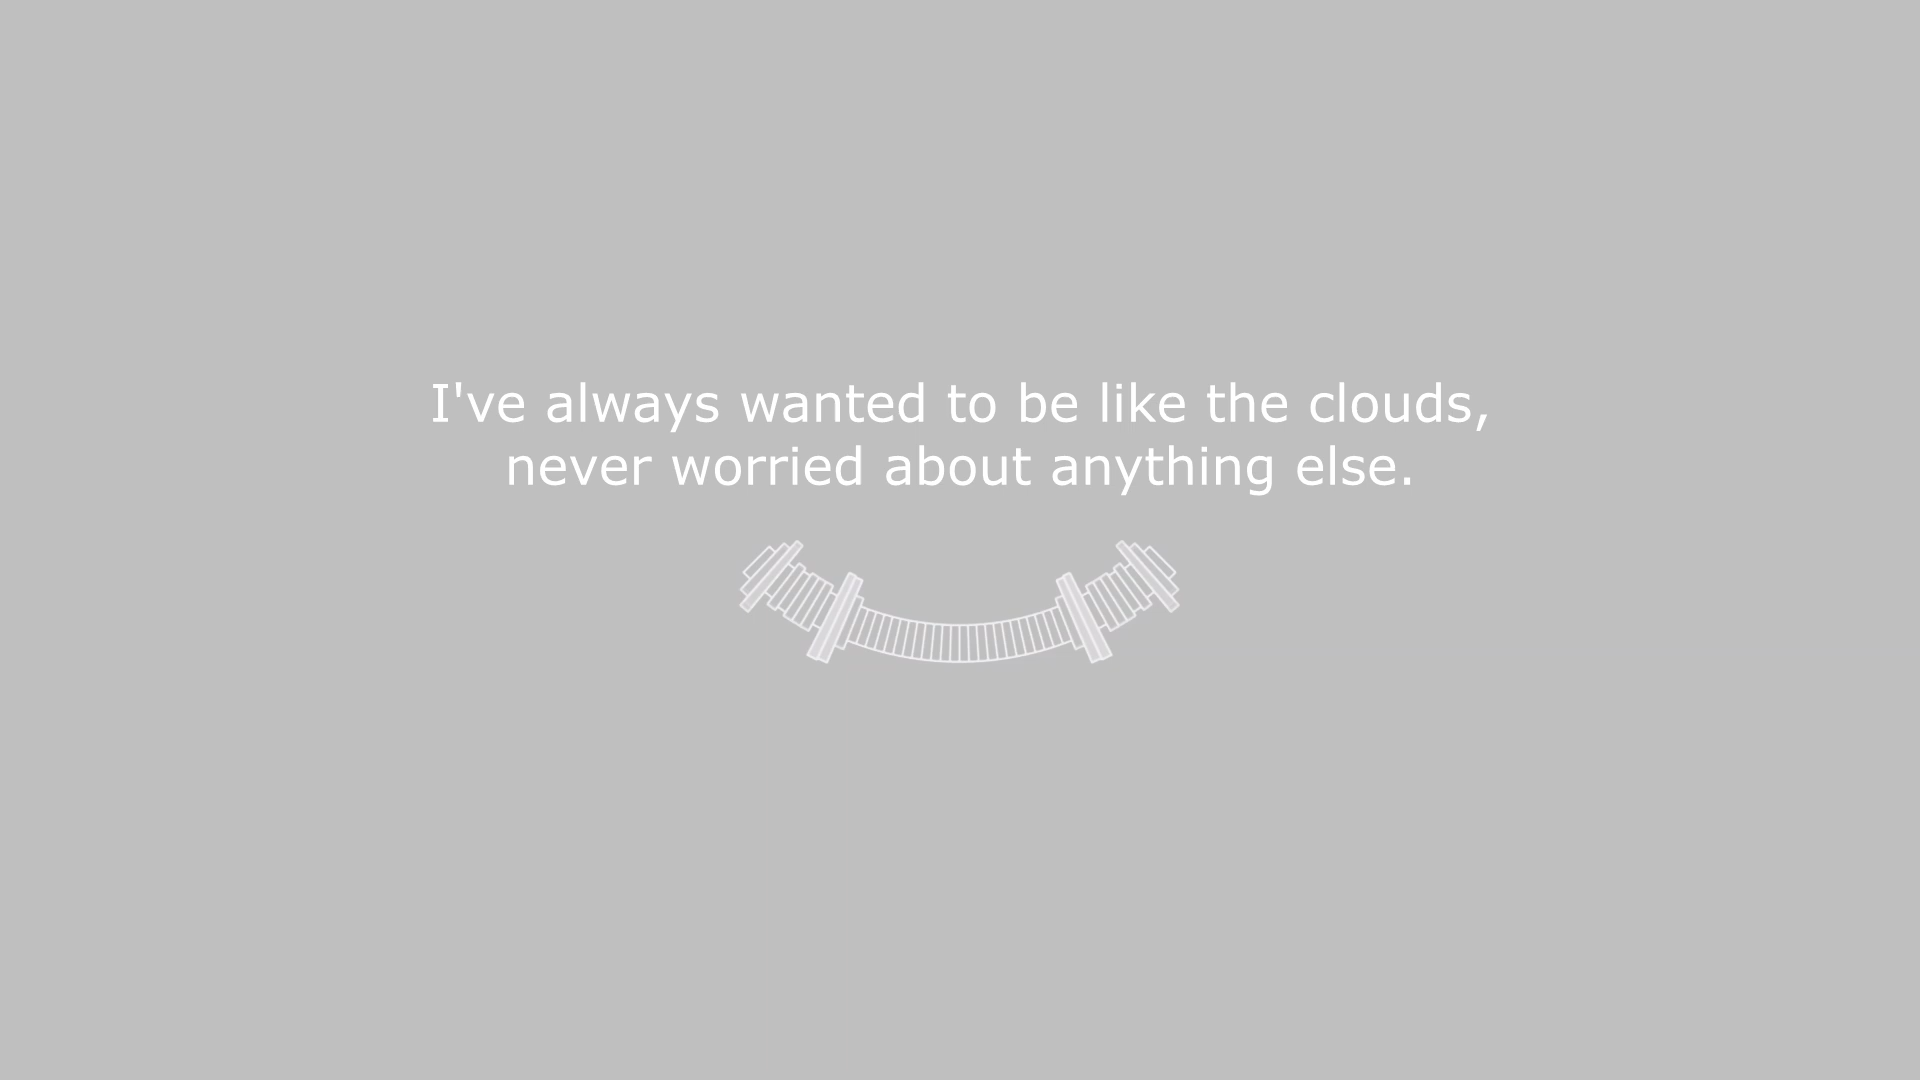 I've always wanted to be like the clouds,
never worried about anything else.